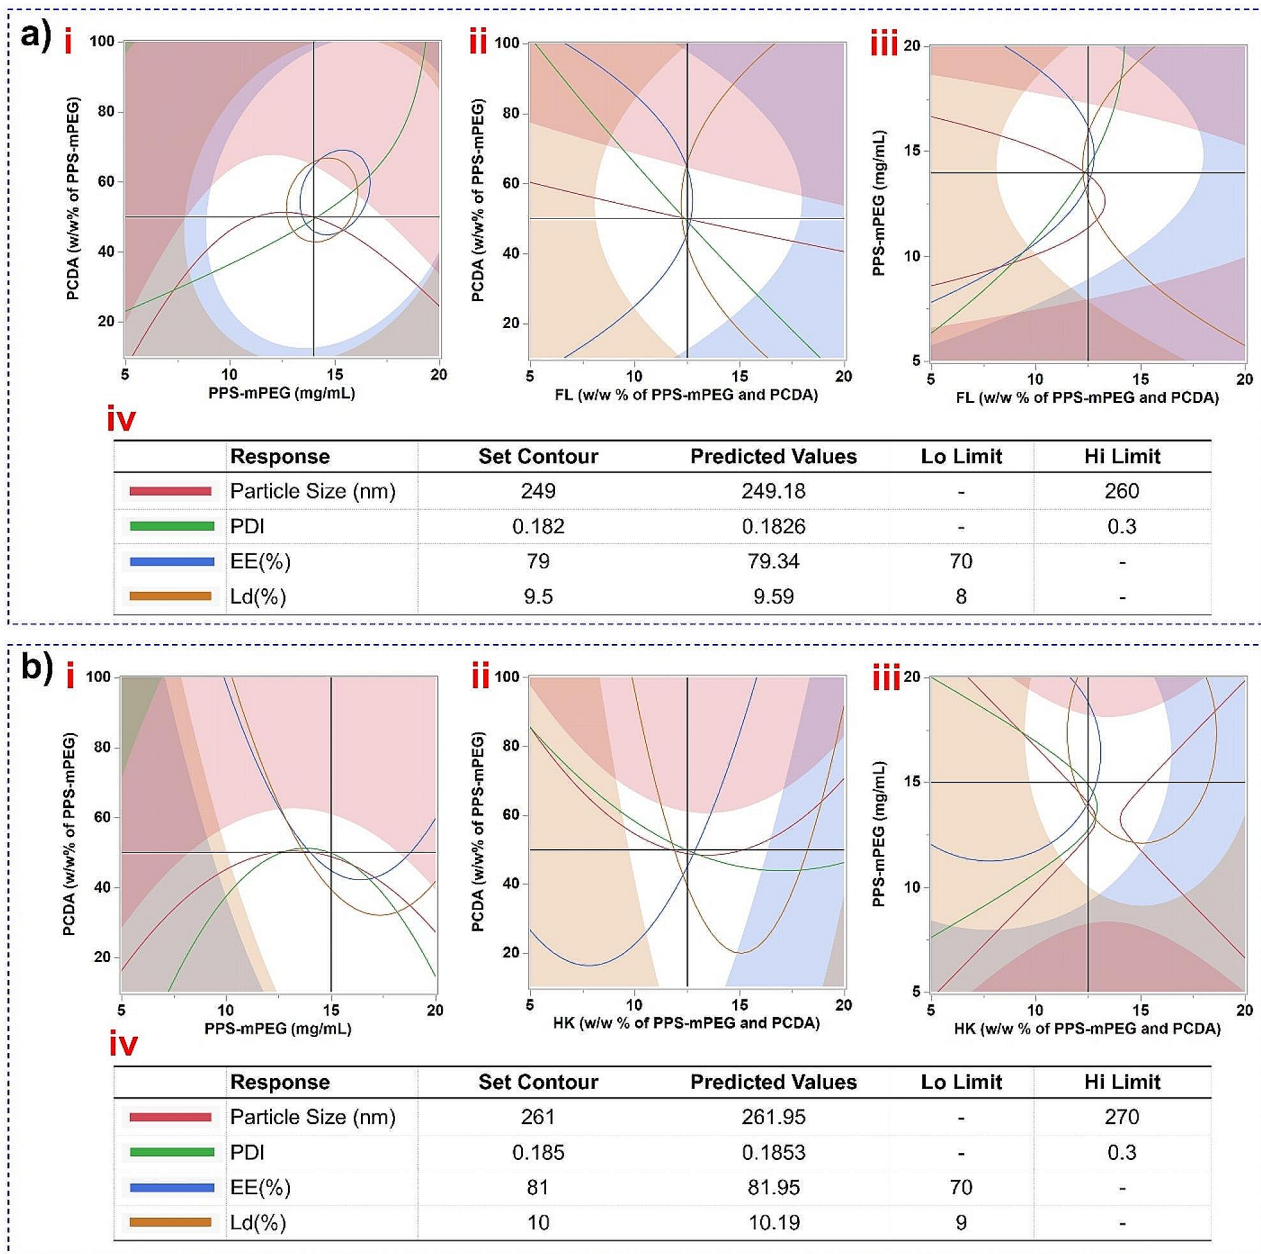 a)
i
100
80
60
40
20
PCDA (w/w% of PPS-mPEG)
5 10 15 20
PPS-mPEG (mg/mL)
ii
100
80
60
40
20
PCDA (w/w% of PPS-mPEG)
5 10 15 20
FL (w/w % of PPS-mPEG and PCDA)
iii
20
15
10
5
PPS-mPEG (mg/mL)
5 10 15 20
FL (w/w % of PPS-mPEG and PCDA)
iv
Response Set Contour Predicted Values Lo Limit Hi Limit
Particle Size (nm) 249 249.18 - 260
PDI 0.182 0.1826 - 0.3
EE(%) 79 79.34 70 -
Ld(%) 9.5 9.59 8 -
b)
i
100
80
60
40
20
PCDA (w/w% of PPS-mPEG)
5 10 15 20
PPS-mPEG (mg/mL)
ii
100
80
60
40
20
PCDA (w/w% of PPS-mPEG)
5 10 15 20
HK (w/w % of PPS-mPEG and PCDA)
iii
20
15
10
5
PPS-mPEG (mg/mL)
5 10 15 20
HK (w/w % of PPS-mPEG and PCDA)
iv
Response Set Contour Predicted Values Lo Limit Hi Limit
Particle Size (nm) 261 261.95 - 270
PDI 0.185 0.1853 - 0.3
EE(%) 81 81.95 70 -
Ld(%) 10 10.19 9 -